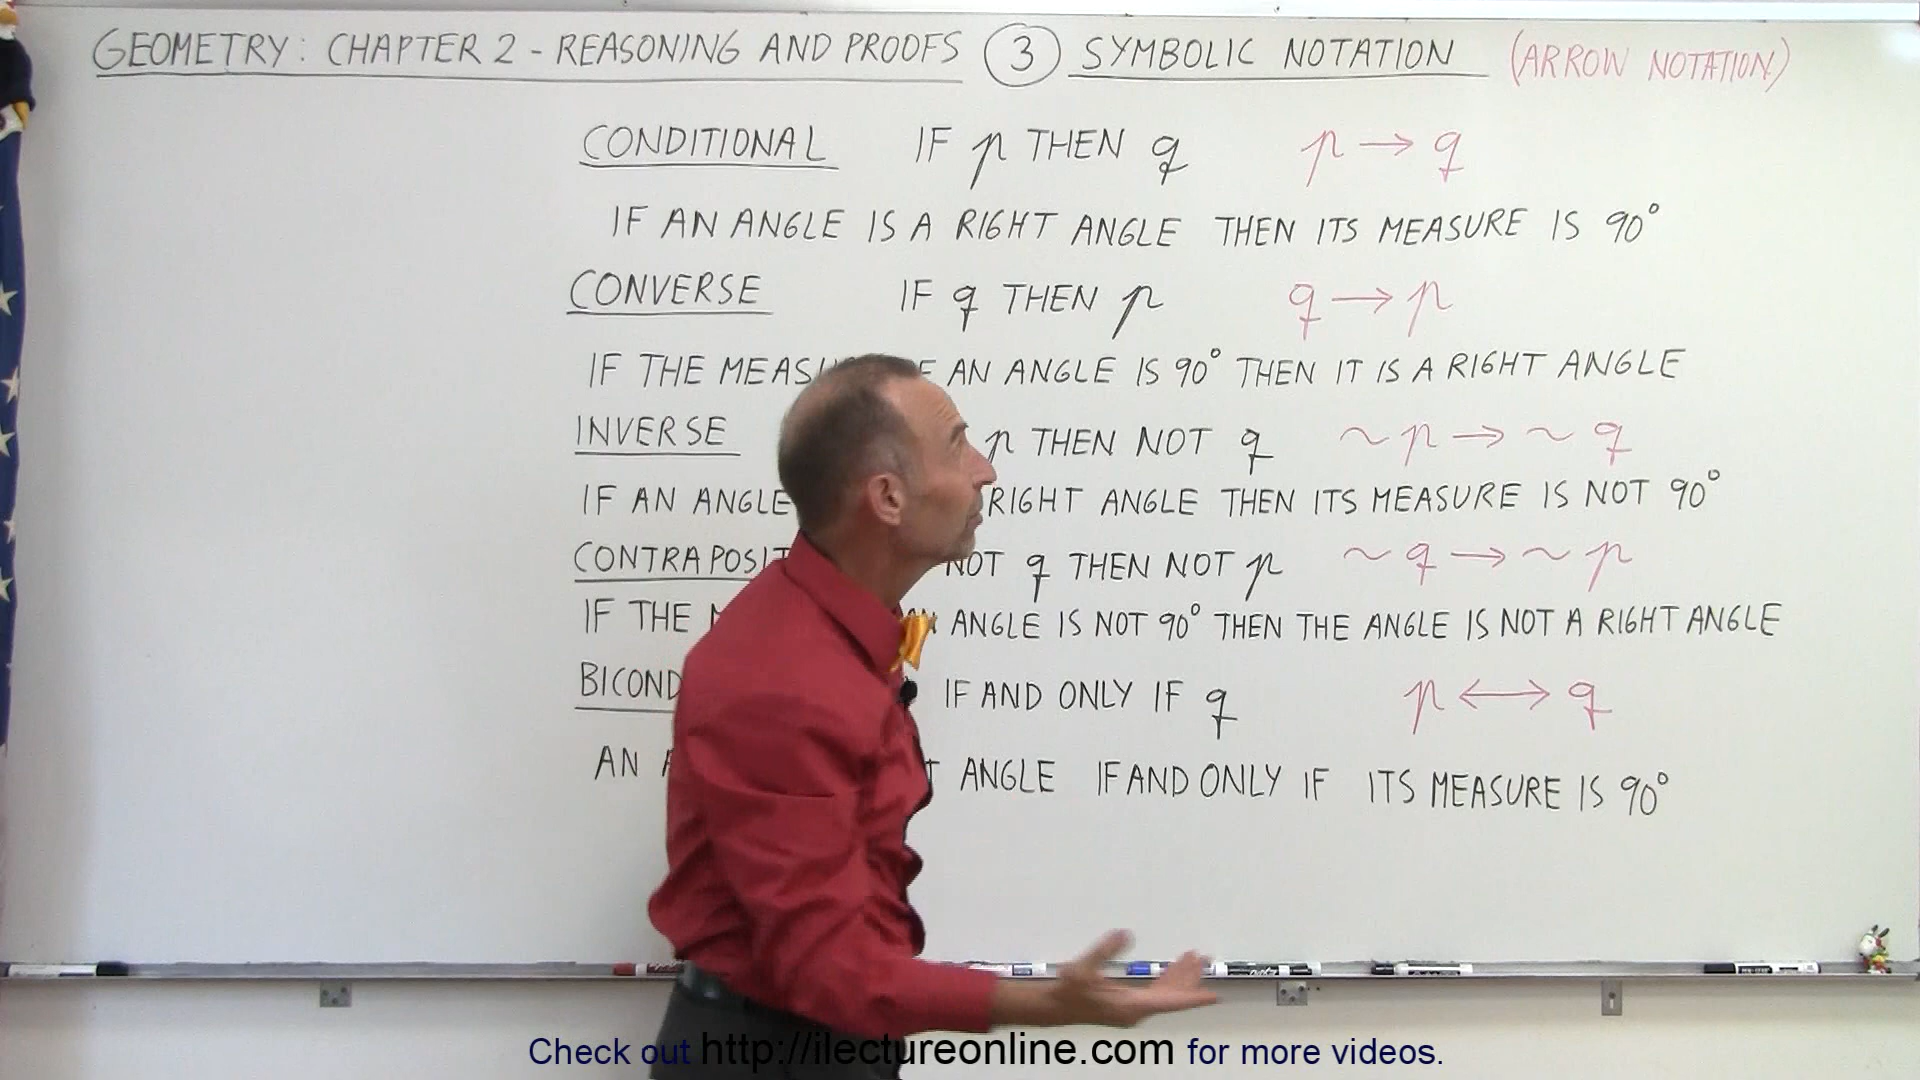 GEOMETRY: CHAPTER 2 - REASONING AND PROOFS ③ SYMBOLIC NOTATION (ARROW NOTATION)
CONDITIONAL IF p THEN q p → q
IF AN ANGLE IS A RIGHT ANGLE THEN ITS MEASURE IS 90°
CONVERSE IF q THEN p q → p
IF THE MEASU E AN ANGLE IS 90° THEN IT IS A RIGHT ANGLE
INVERSE p THEN NOT q ~p → ~q
IF AN ANGLE RIGHT ANGLE THEN ITS MEASURE IS NOT 90°
CONTRAPOSIT NOT q THEN NOT p ~q → ~p
IF THE AN ANGLE IS NOT 90° THEN THE ANGLE IS NOT A RIGHT ANGLE
BICOND IF AND ONLY IF q p ↔ q
AN ANGLE IF AND ONLY IF ITS MEASURE IS 90°
Check out http://ilectureonline.com for more videos.